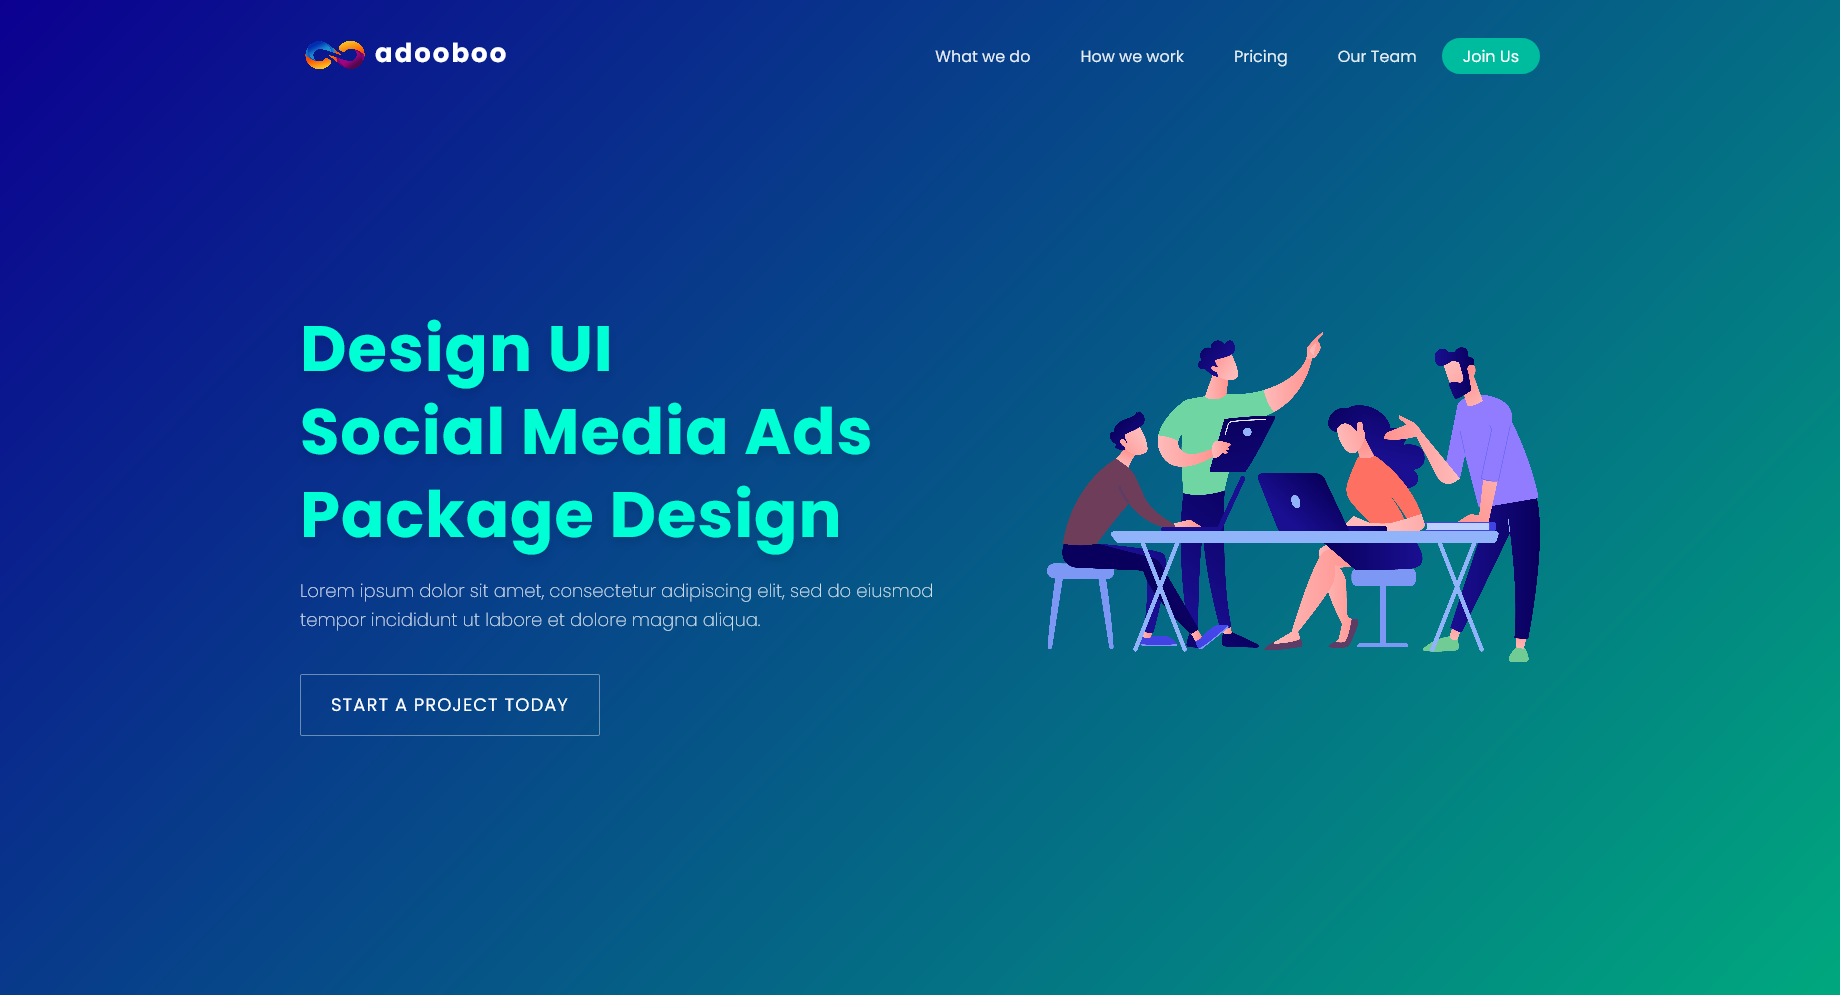 adooboo
What we do
How we work
Pricing
Our Team
Join Us
Design UI
Social Media Ads
Package Design
Lorem ipsum dolor sit amet, consectetur adipiscing elit, sed do eiusmod
tempor incididunt ut labore et dolore magna aliqua.
START A PROJECT TODAY